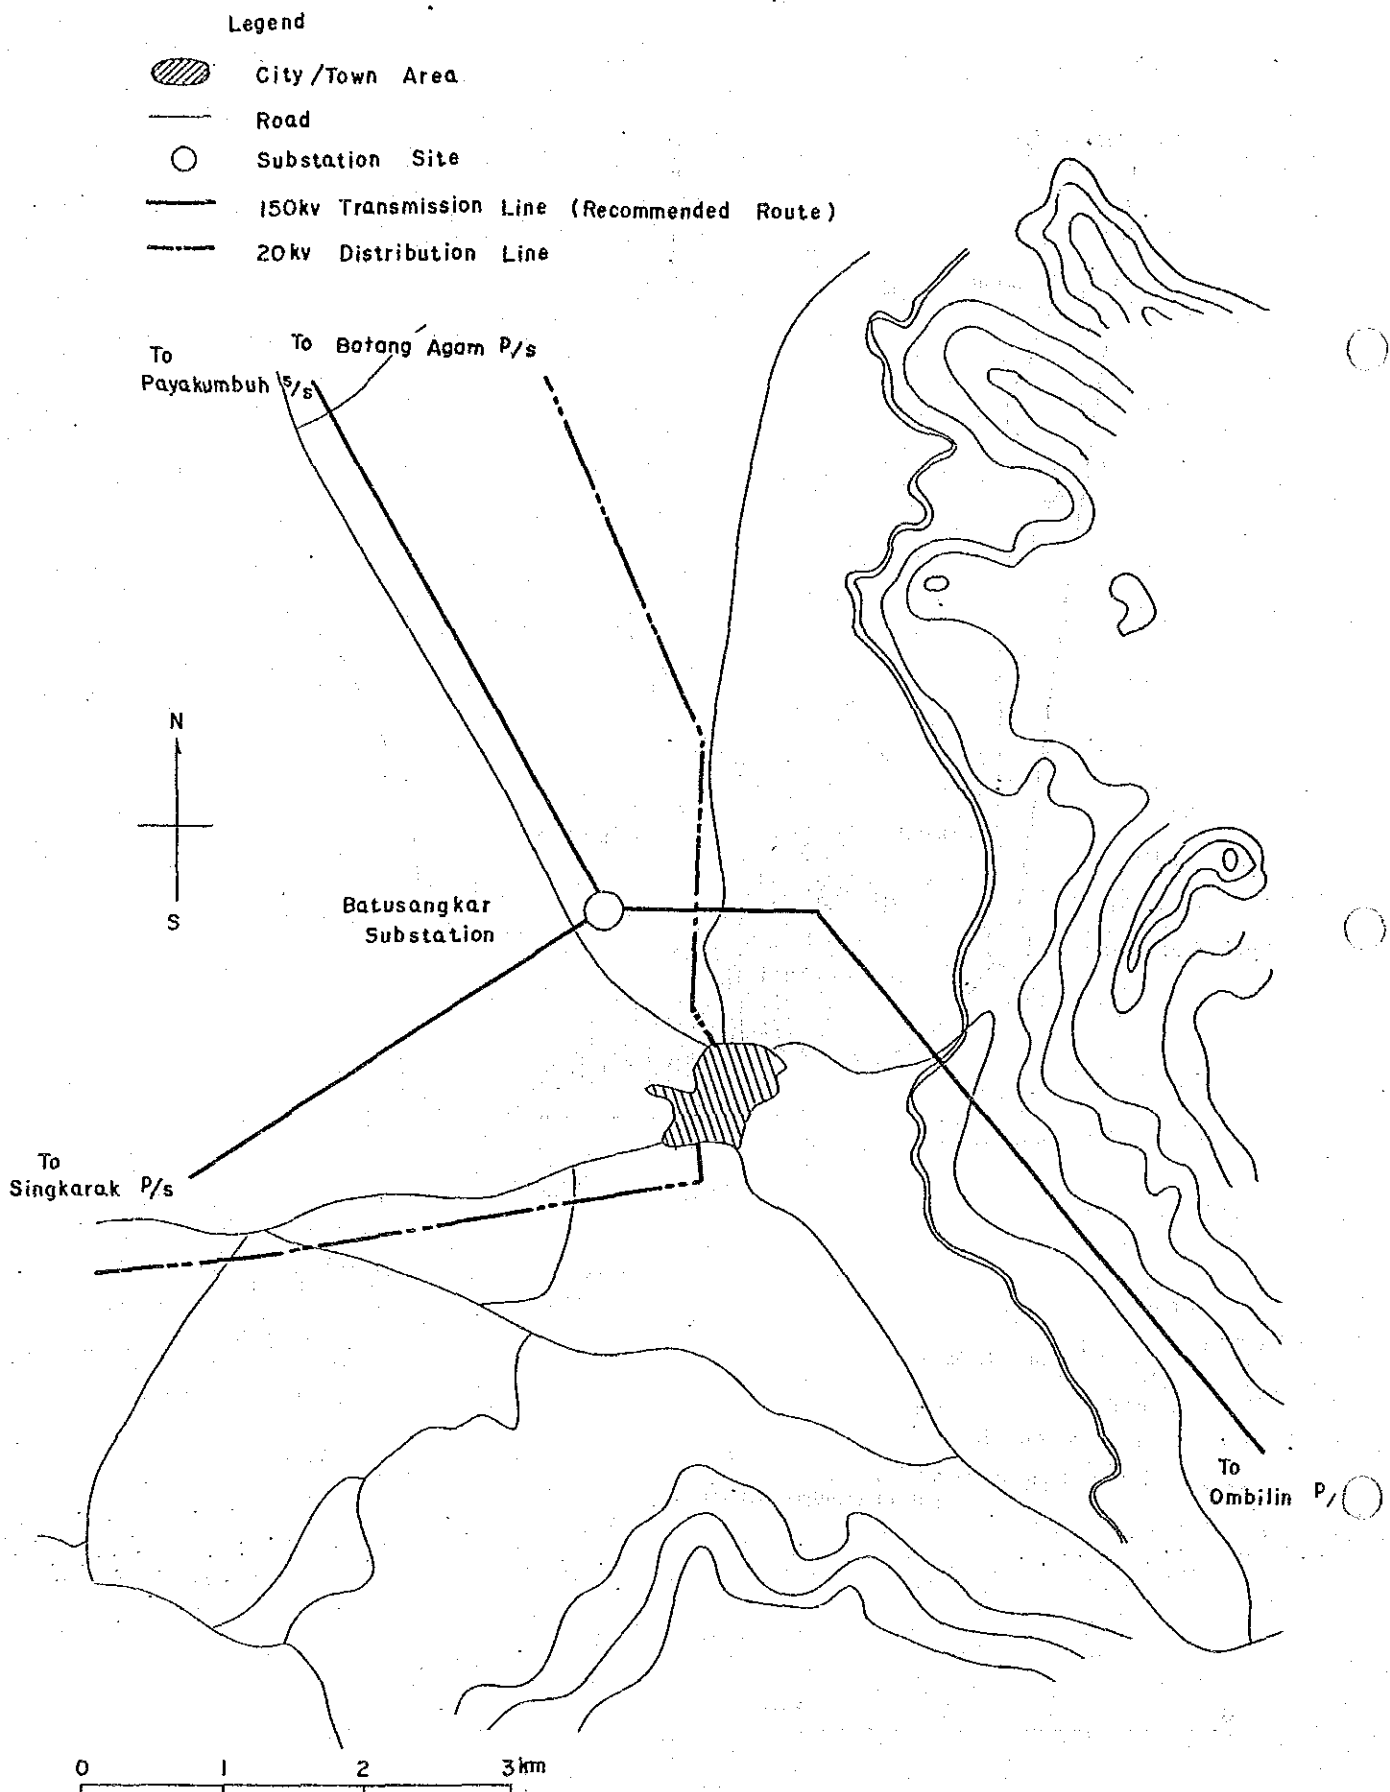 Legend
City/Town Area
Road
Substation Site
150kv Transmission Line (Recommended Route)
20kv Distribution Line
To Batang Agam P/s
To
Payakumbuh S/s
N
S
Batusangkar
Substation
To
Singkarak P/s
To
Ombilin P/
0 1 2 3km